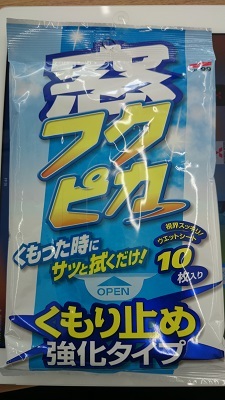 窓
フク
ピカ
くもった時に
サッと拭くだけ!
視界スッキリ!
ウエットシート
10
枚入り
OPEN
くもり止め
強化タイプ